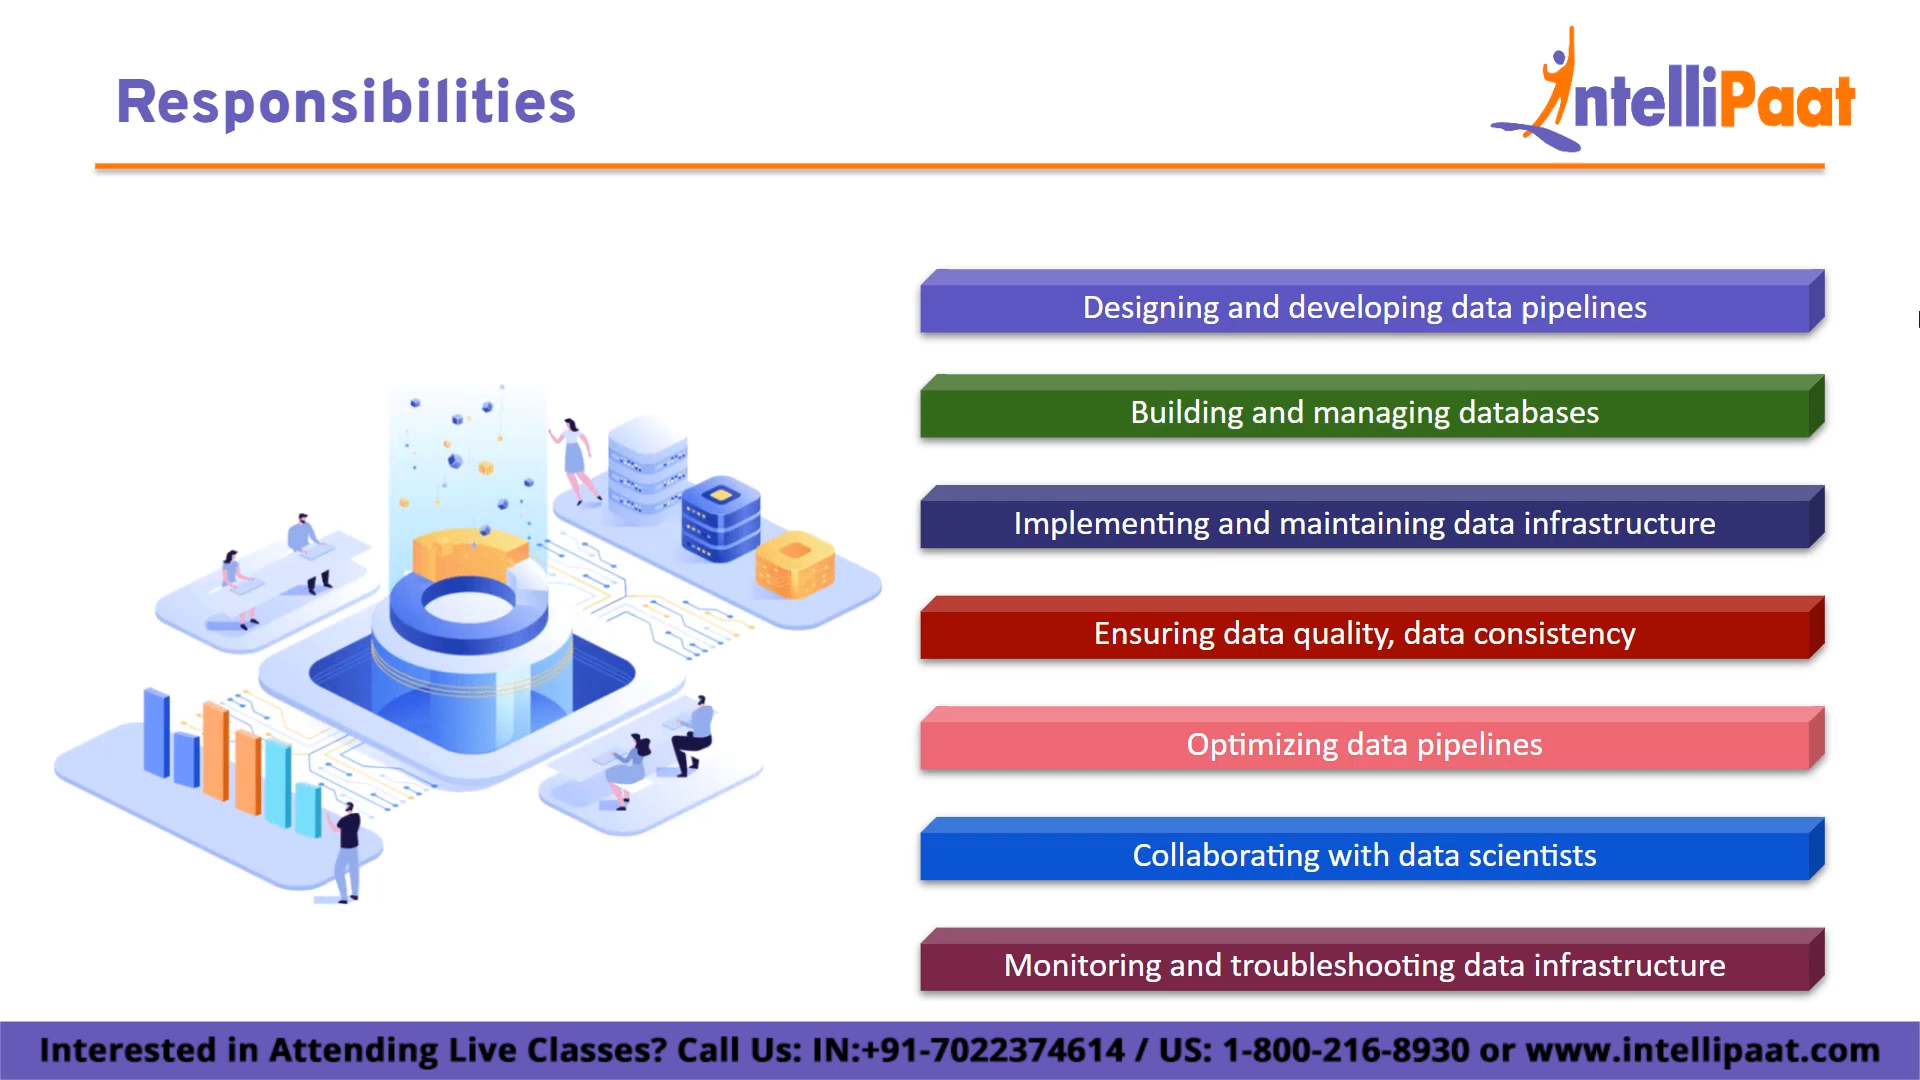 Responsibilities
IntelliPaat
Designing and developing data pipelines
Building and managing databases
Implementing and maintaining data infrastructure
Ensuring data quality, data consistency
Optimizing data pipelines
Collaborating with data scientists
Monitoring and troubleshooting data infrastructure
Interested in Attending Live Classes? Call Us: IN:+91-7022374614 / US: 1-800-216-8930 or www.intellipaat.com